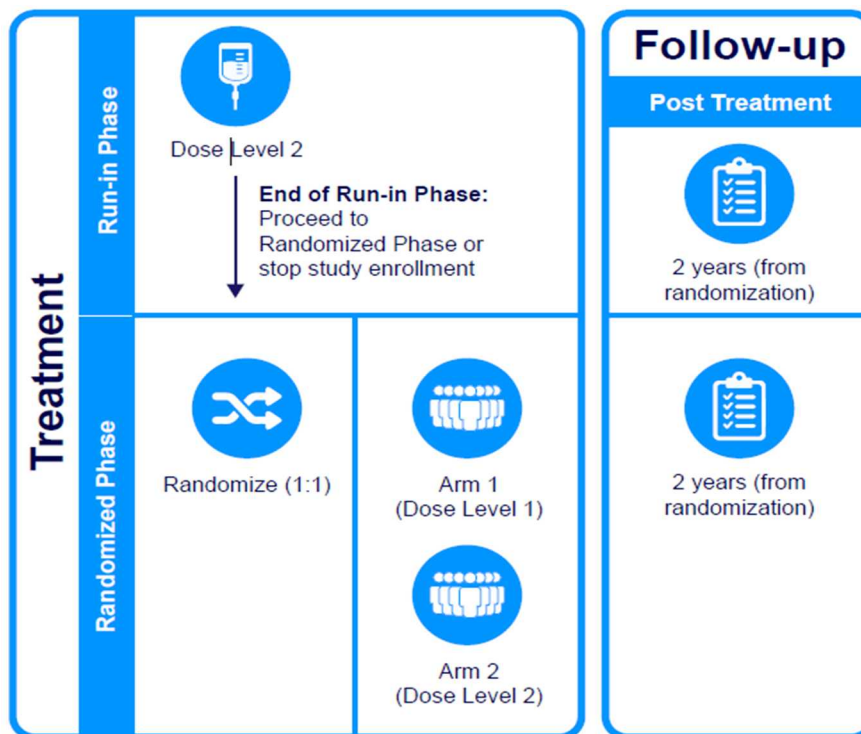 Treatment
Run-in Phase
Dose Level 2
End of Run-in Phase:
Proceed to
Randomized Phase or
stop study enrollment
Randomized Phase
Randomize (1:1)
Arm 1
(Dose Level 1)
Arm 2
(Dose Level 2)
Follow-up
Post Treatment
2 years (from
randomization)
2 years (from
randomization)